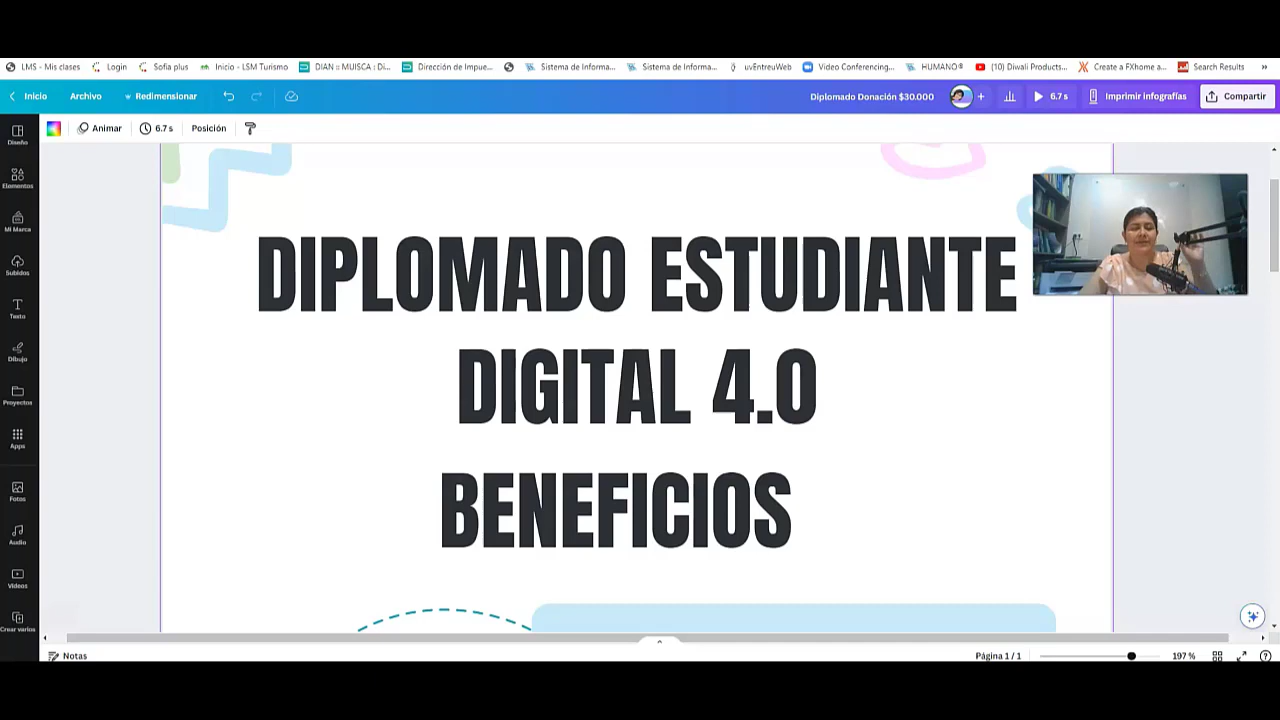 LMS - Mis clases
Login
Sofia plus
Inicio - LSM Turismo
DIAN :: MUISCA : Di...
Dirección de Impue...
Sistema de Informa...
Sistema de Informa...
uvEntreuWeb
Video Conferencing...
HUMANO®
(10) Diwali Products...
Create a FXhome a...
Search Results
»
Inicio
Archivo
Redimensionar
Diplomado Donación $30.000
+
6.7 s
Imprimir infografías
Compartir
Animar
6.7 s
Posición
Diseño
Elementos
Mi Marca
Subidos
Texto
Dibujo
Proyectos
Apps
Fotos
Audio
Videos
Crear varios
DIPLOMADO ESTUDIANTE
DIGITAL 4.0
BENEFICIOS
Notas
Página 1 / 1
197 %